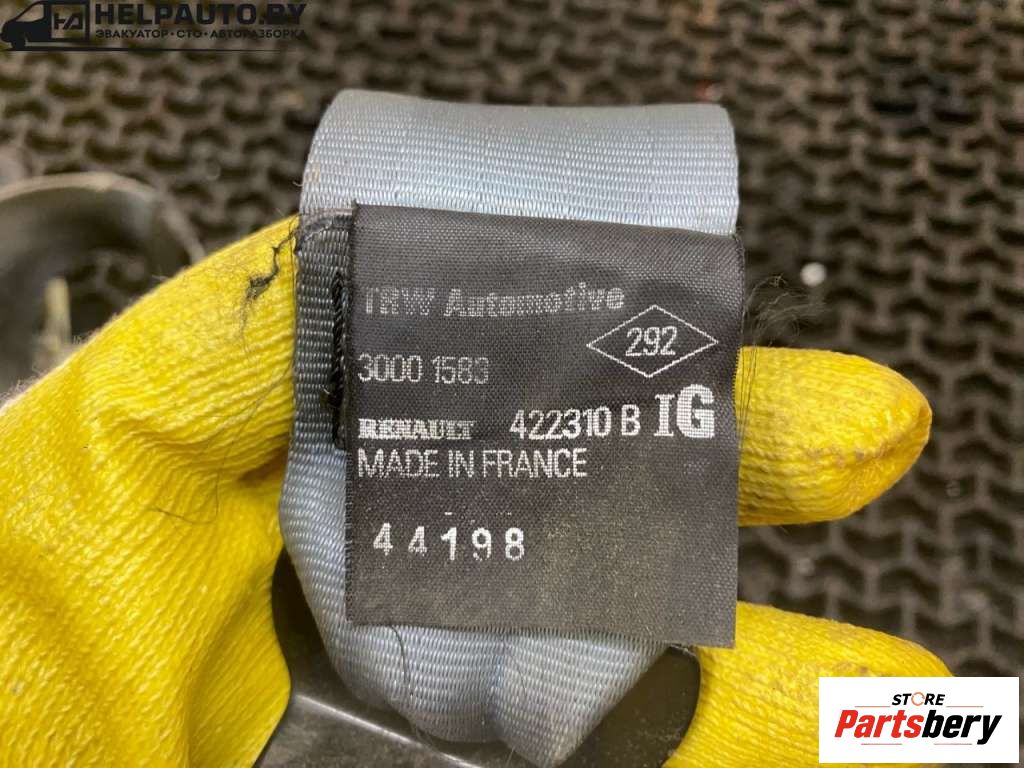 HELPAUTO.BY
ЭВАКУАТОР • СТО • АВТОРАЗБОРКА
TRW Automotive
292
3000 1583
RENAULT 422310 B IG
MADE IN FRANCE
44198
STORE
Partsbery